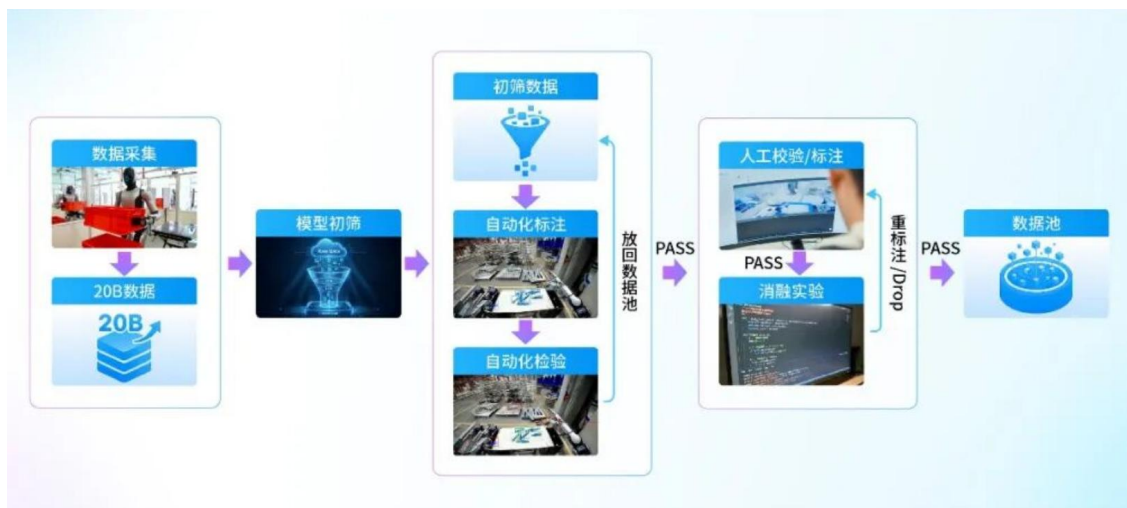 数据采集
20B数据
20B
模型初筛
初筛数据
自动化标注
自动化检验
放回数据池
PASS
人工校验/标注
PASS
消融实验
重标注/Drop
PASS
数据池